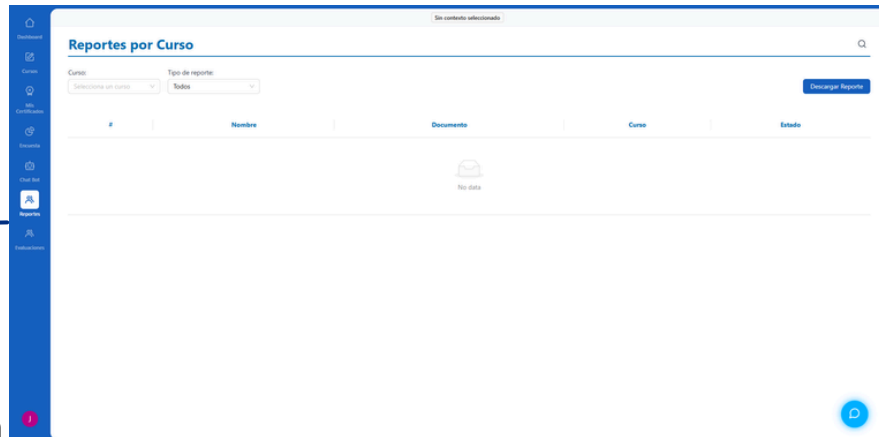 Sin contexto seleccionado
Dashboard
Reportes por Curso
Cursos
Curso:
Tipo de reporte:
Selecciona un curso
Todos
Descargar Reporte
Mis
Certificados
#
Nombre
Documento
Curso
Estado
Encuesta
Chat Bot
No data
Reportes
Evaluaciones
J